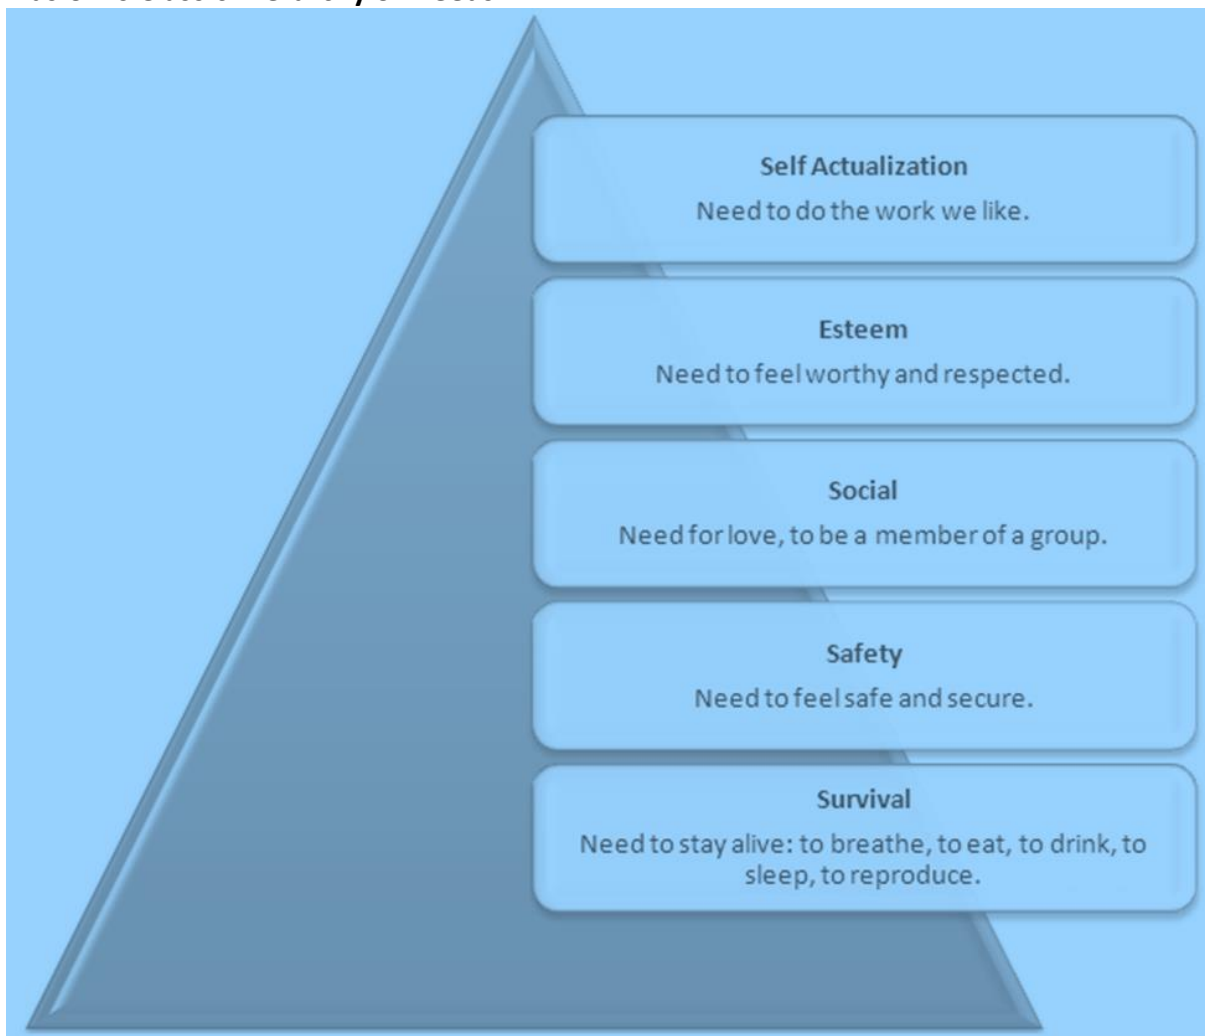 Self Actualization
Need to do the work we like.
Esteem
Need to feel worthy and respected.
Social
Need for love, to be a member of a group.
Safety
Need to feel safe and secure.
Survival
Need to stay alive: to breathe, to eat, to drink, to
sleep, to reproduce.